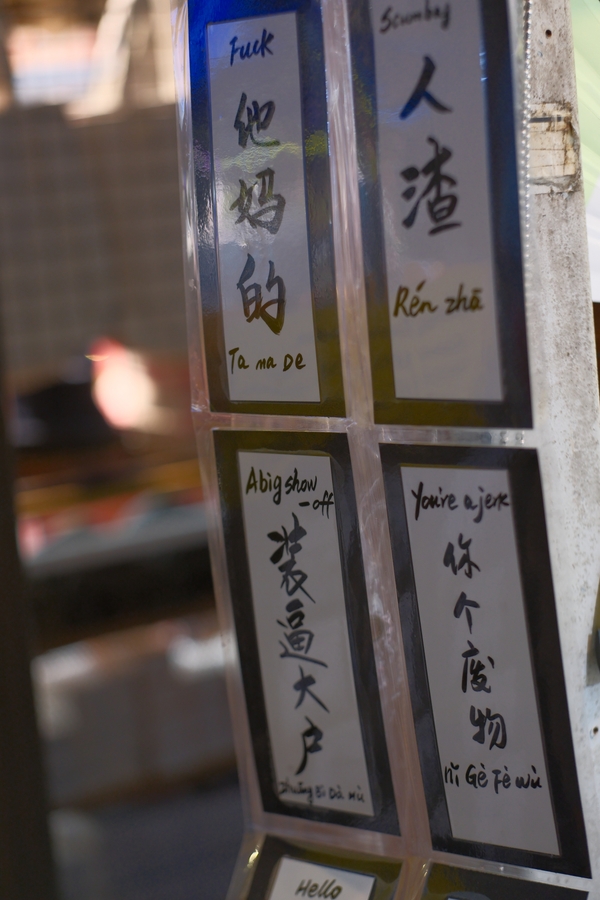 Fuck
他
妈
的
Ta ma De
Scumbag
人
渣
Rén zhā
A big show
-off
装
逼
大
户
Zhuāng Bī Dà Hù
You're a jerk
你
个
废
物
nǐ Gè Fè wù
Hello